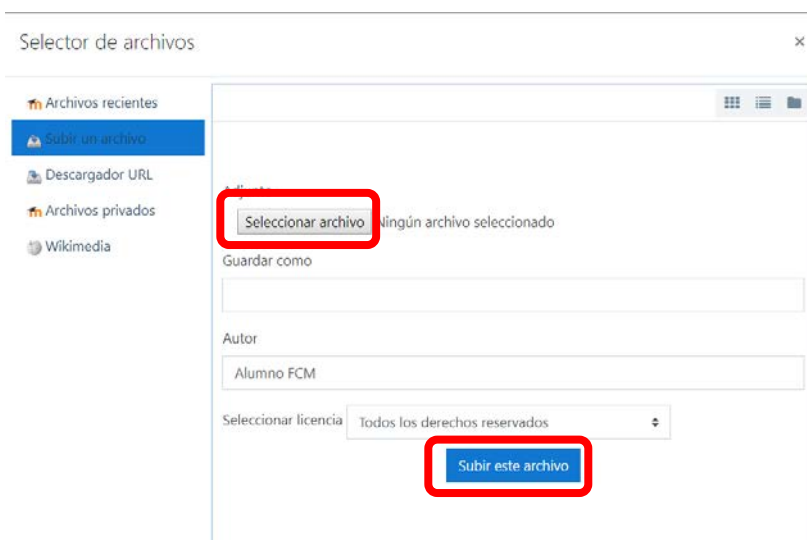 Selector de archivos
×
Archivos recientes
Subir un archivo
Descargador URL
Archivos privados
Wikimedia
Adjunto
Seleccionar archivo Ningún archivo seleccionado
Guardar como
Autor
Alumno FCM
Seleccionar licencia Todos los derechos reservados
Subir este archivo